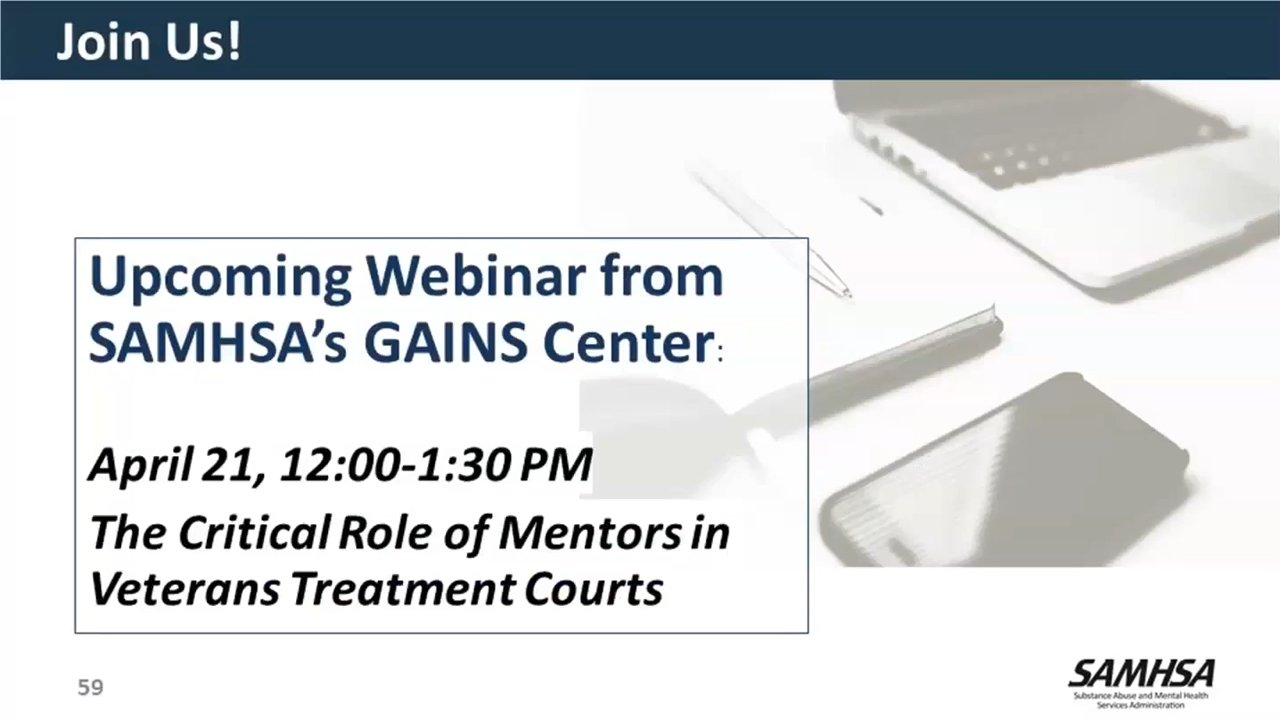 Join Us!
Upcoming Webinar from
SAMHSA’s GAINS Center:
April 21, 12:00-1:30 PM
The Critical Role of Mentors in
Veterans Treatment Courts
59
SAMHSA
Substance Abuse and Mental Health
Services Administration